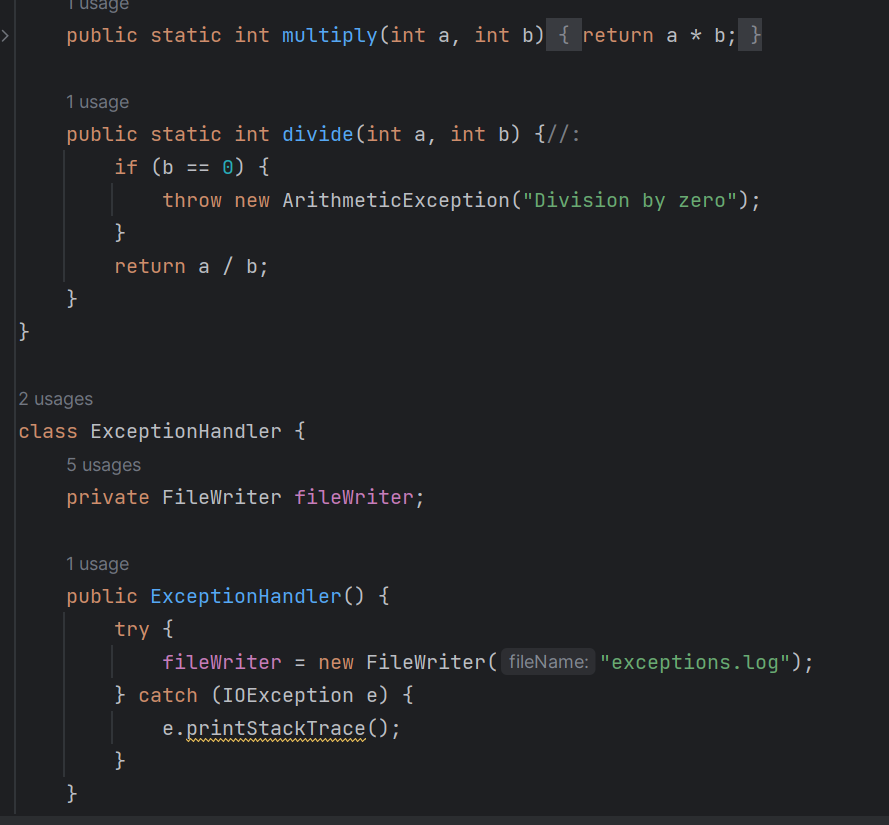 1 usage
public static int multiply(int a, int b) { return a * b; }
1 usage
public static int divide(int a, int b) {//:
if (b == 0) {
throw new ArithmeticException("Division by zero");
}
return a / b;
}
}
2 usages
class ExceptionHandler {
5 usages
private FileWriter fileWriter;
1 usage
public ExceptionHandler() {
try {
fileWriter = new FileWriter( fileName: "exceptions.log");
} catch (IOException e) {
e.printStackTrace();
}
}